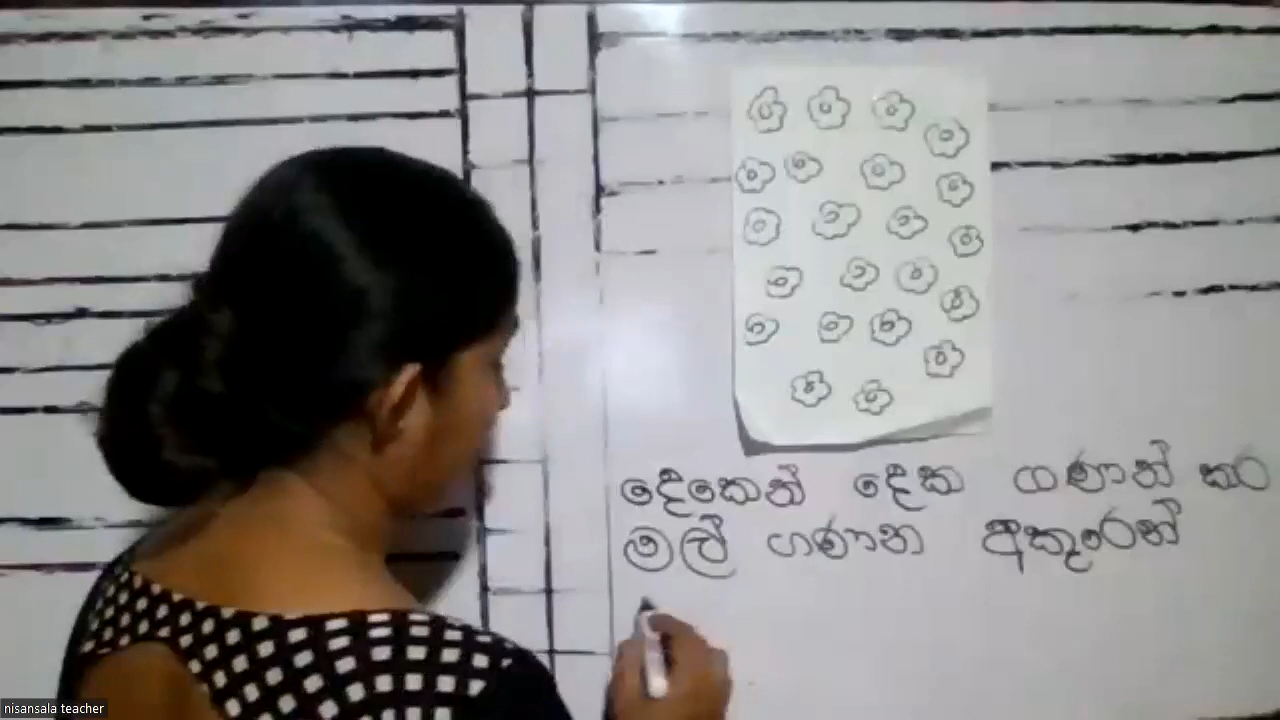 දෙකෙන් දෙක ගණන් කර
මල් ගණන අකුරෙන්
nisansala teacher